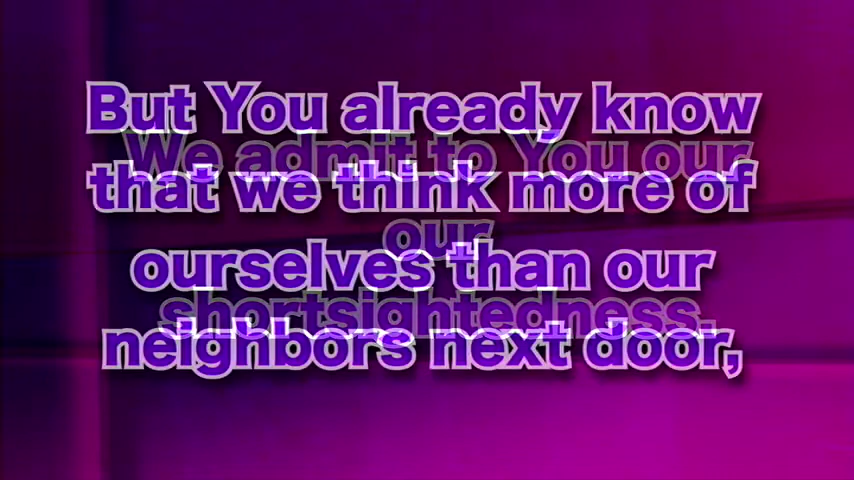 But You already know
that we think more of
ourselves than our
neighbors next door,
We admit to You our
our
shortsightedness.